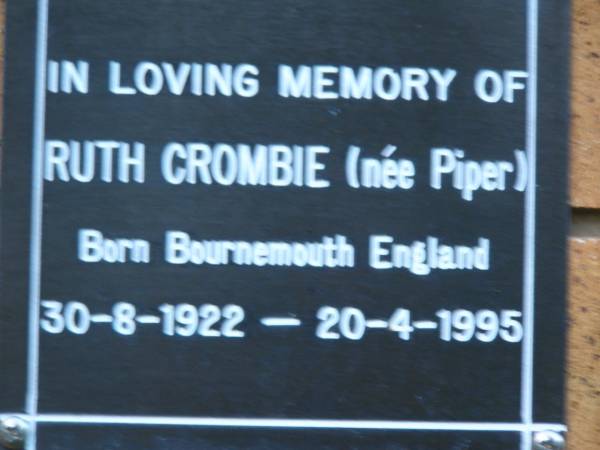 IN LOVING MEMORY OF
RUTH CROMBIE (née Piper)
Born Bournemouth England
30-8-1922 — 20-4-1995